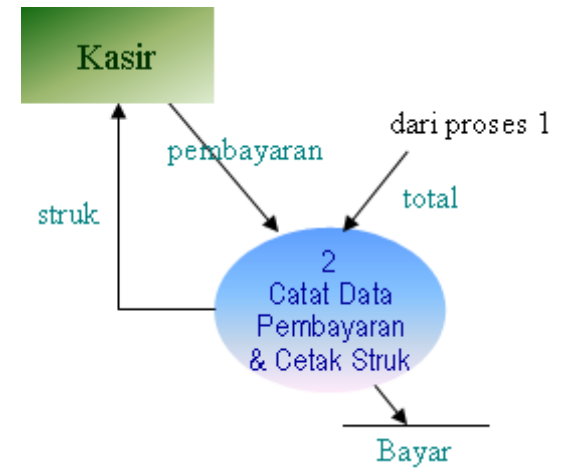 Kasir
dari proses 1
pembayaran
total
struk
2
Catat Data
Pembayaran
& Cetak Struk
Bayar